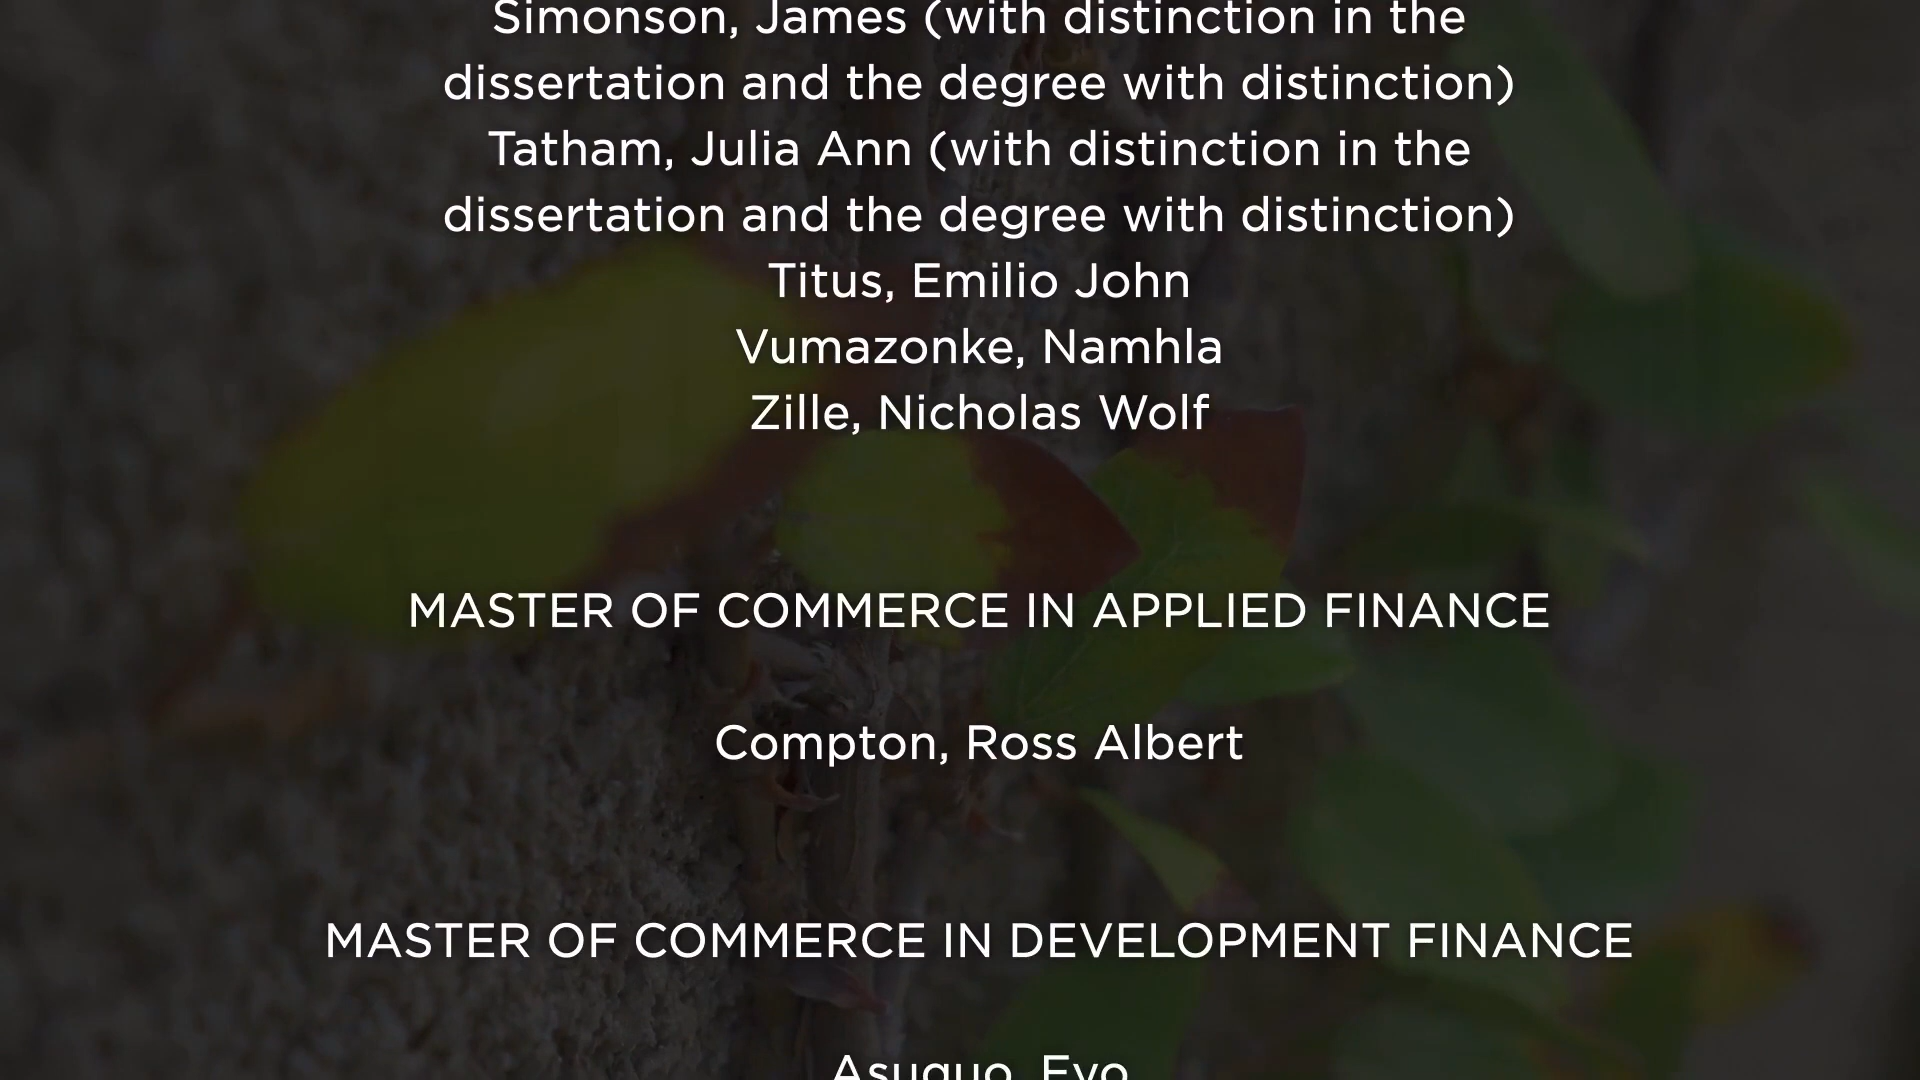 Simonson, James (with distinction in the
dissertation and the degree with distinction)
Tatham, Julia Ann (with distinction in the
dissertation and the degree with distinction)
Titus, Emilio John
Vumazonke, Namhla
Zille, Nicholas Wolf
MASTER OF COMMERCE IN APPLIED FINANCE
Compton, Ross Albert
MASTER OF COMMERCE IN DEVELOPMENT FINANCE
Asuquo, Eyo